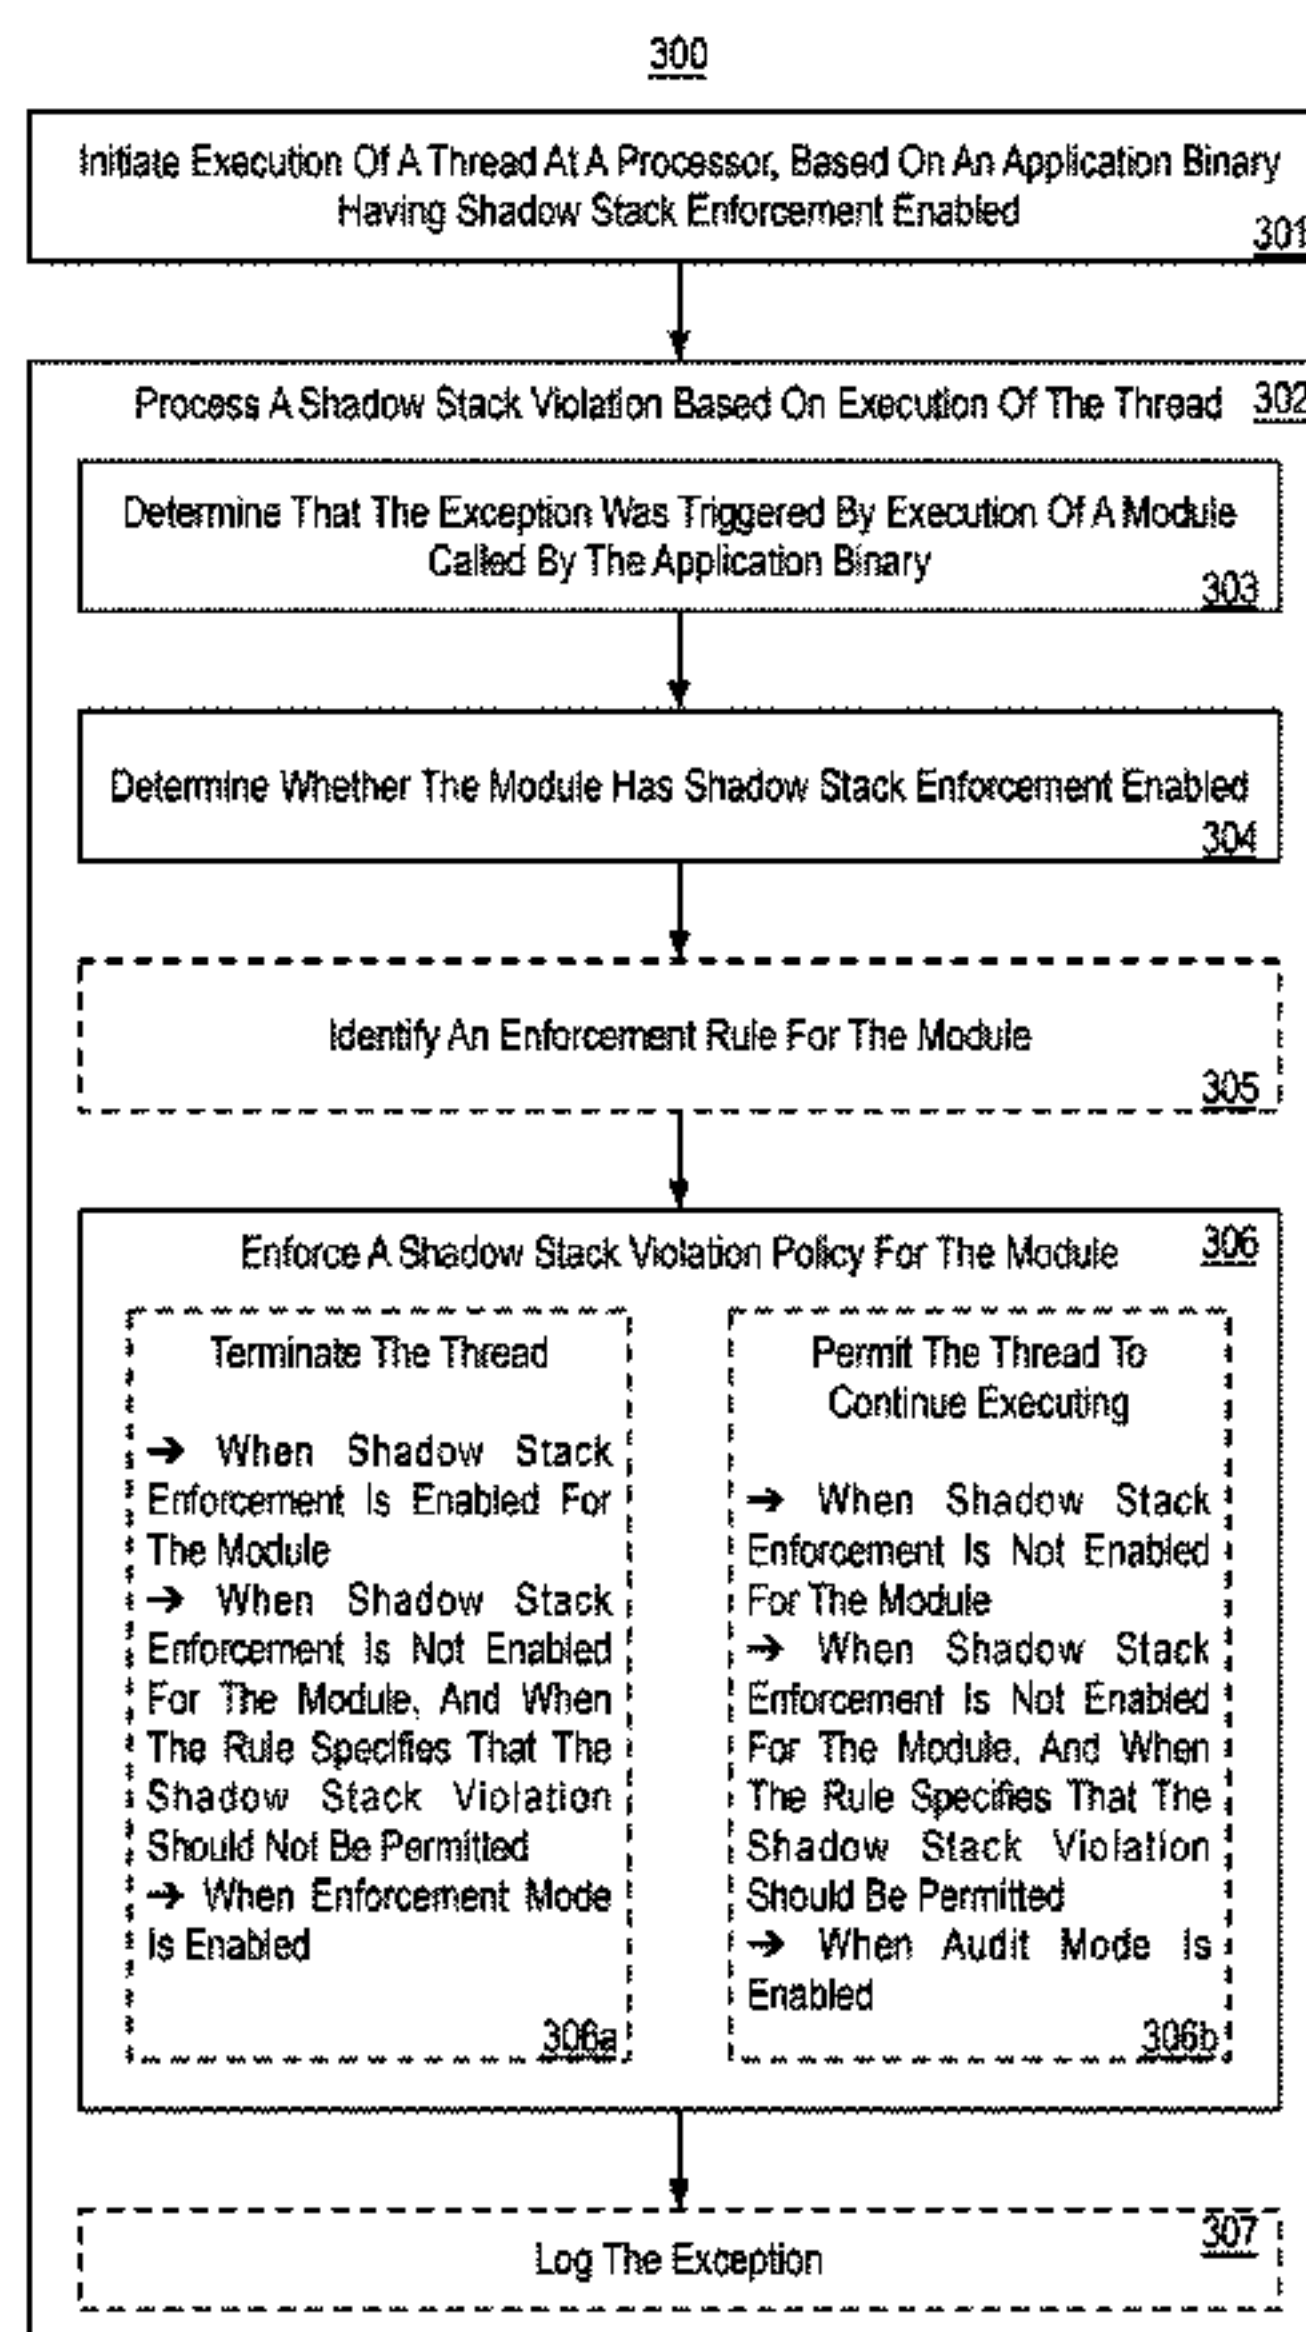 300
Initiate Execution Of A Thread At A Processor, Based On An Application Binary
Having Shadow Stack Enforcement Enabled
301
Process A Shadow Stack Violation Based On Execution Of The Thread 302
Determine That The Exception Was Triggered By Execution Of A Module
Called By The Application Binary
303
Determine Whether The Module Has Shadow Stack Enforcement Enabled
304
Identify An Enforcement Rule For The Module
305
Enforce A Shadow Stack Violation Policy For The Module 306
Terminate The Thread
➔ When Shadow Stack
Enforcement Is Enabled For
The Module
➔ When Shadow Stack
Enforcement Is Not Enabled
For The Module, And When
The Rule Specifies That The
Shadow Stack Violation
Should Not Be Permitted
➔ When Enforcement Mode
Is Enabled
306a
Permit The Thread To
Continue Executing
➔ When Shadow Stack
Enforcement Is Not Enabled
For The Module
➔ When Shadow Stack
Enforcement Is Not Enabled
For The Module, And When
The Rule Specifies That The
Shadow Stack Violation
Should Be Permitted
➔ When Audit Mode Is
Enabled
306b
307
Log The Exception